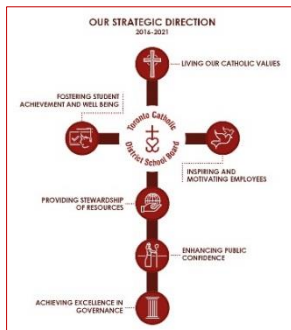 OUR STRATEGIC DIRECTION
2016-2021
LIVING OUR CATHOLIC VALUES
FOSTERING STUDENT
ACHIEVEMENT AND WELL BEING
Toronto Catholic
District School Board
INSPIRING AND
MOTIVATING EMPLOYEES
PROVIDING STEWARDSHIP
OF RESOURCES
ENHANCING PUBLIC
CONFIDENCE
ACHIEVING EXCELLENCE IN
GOVERNANCE